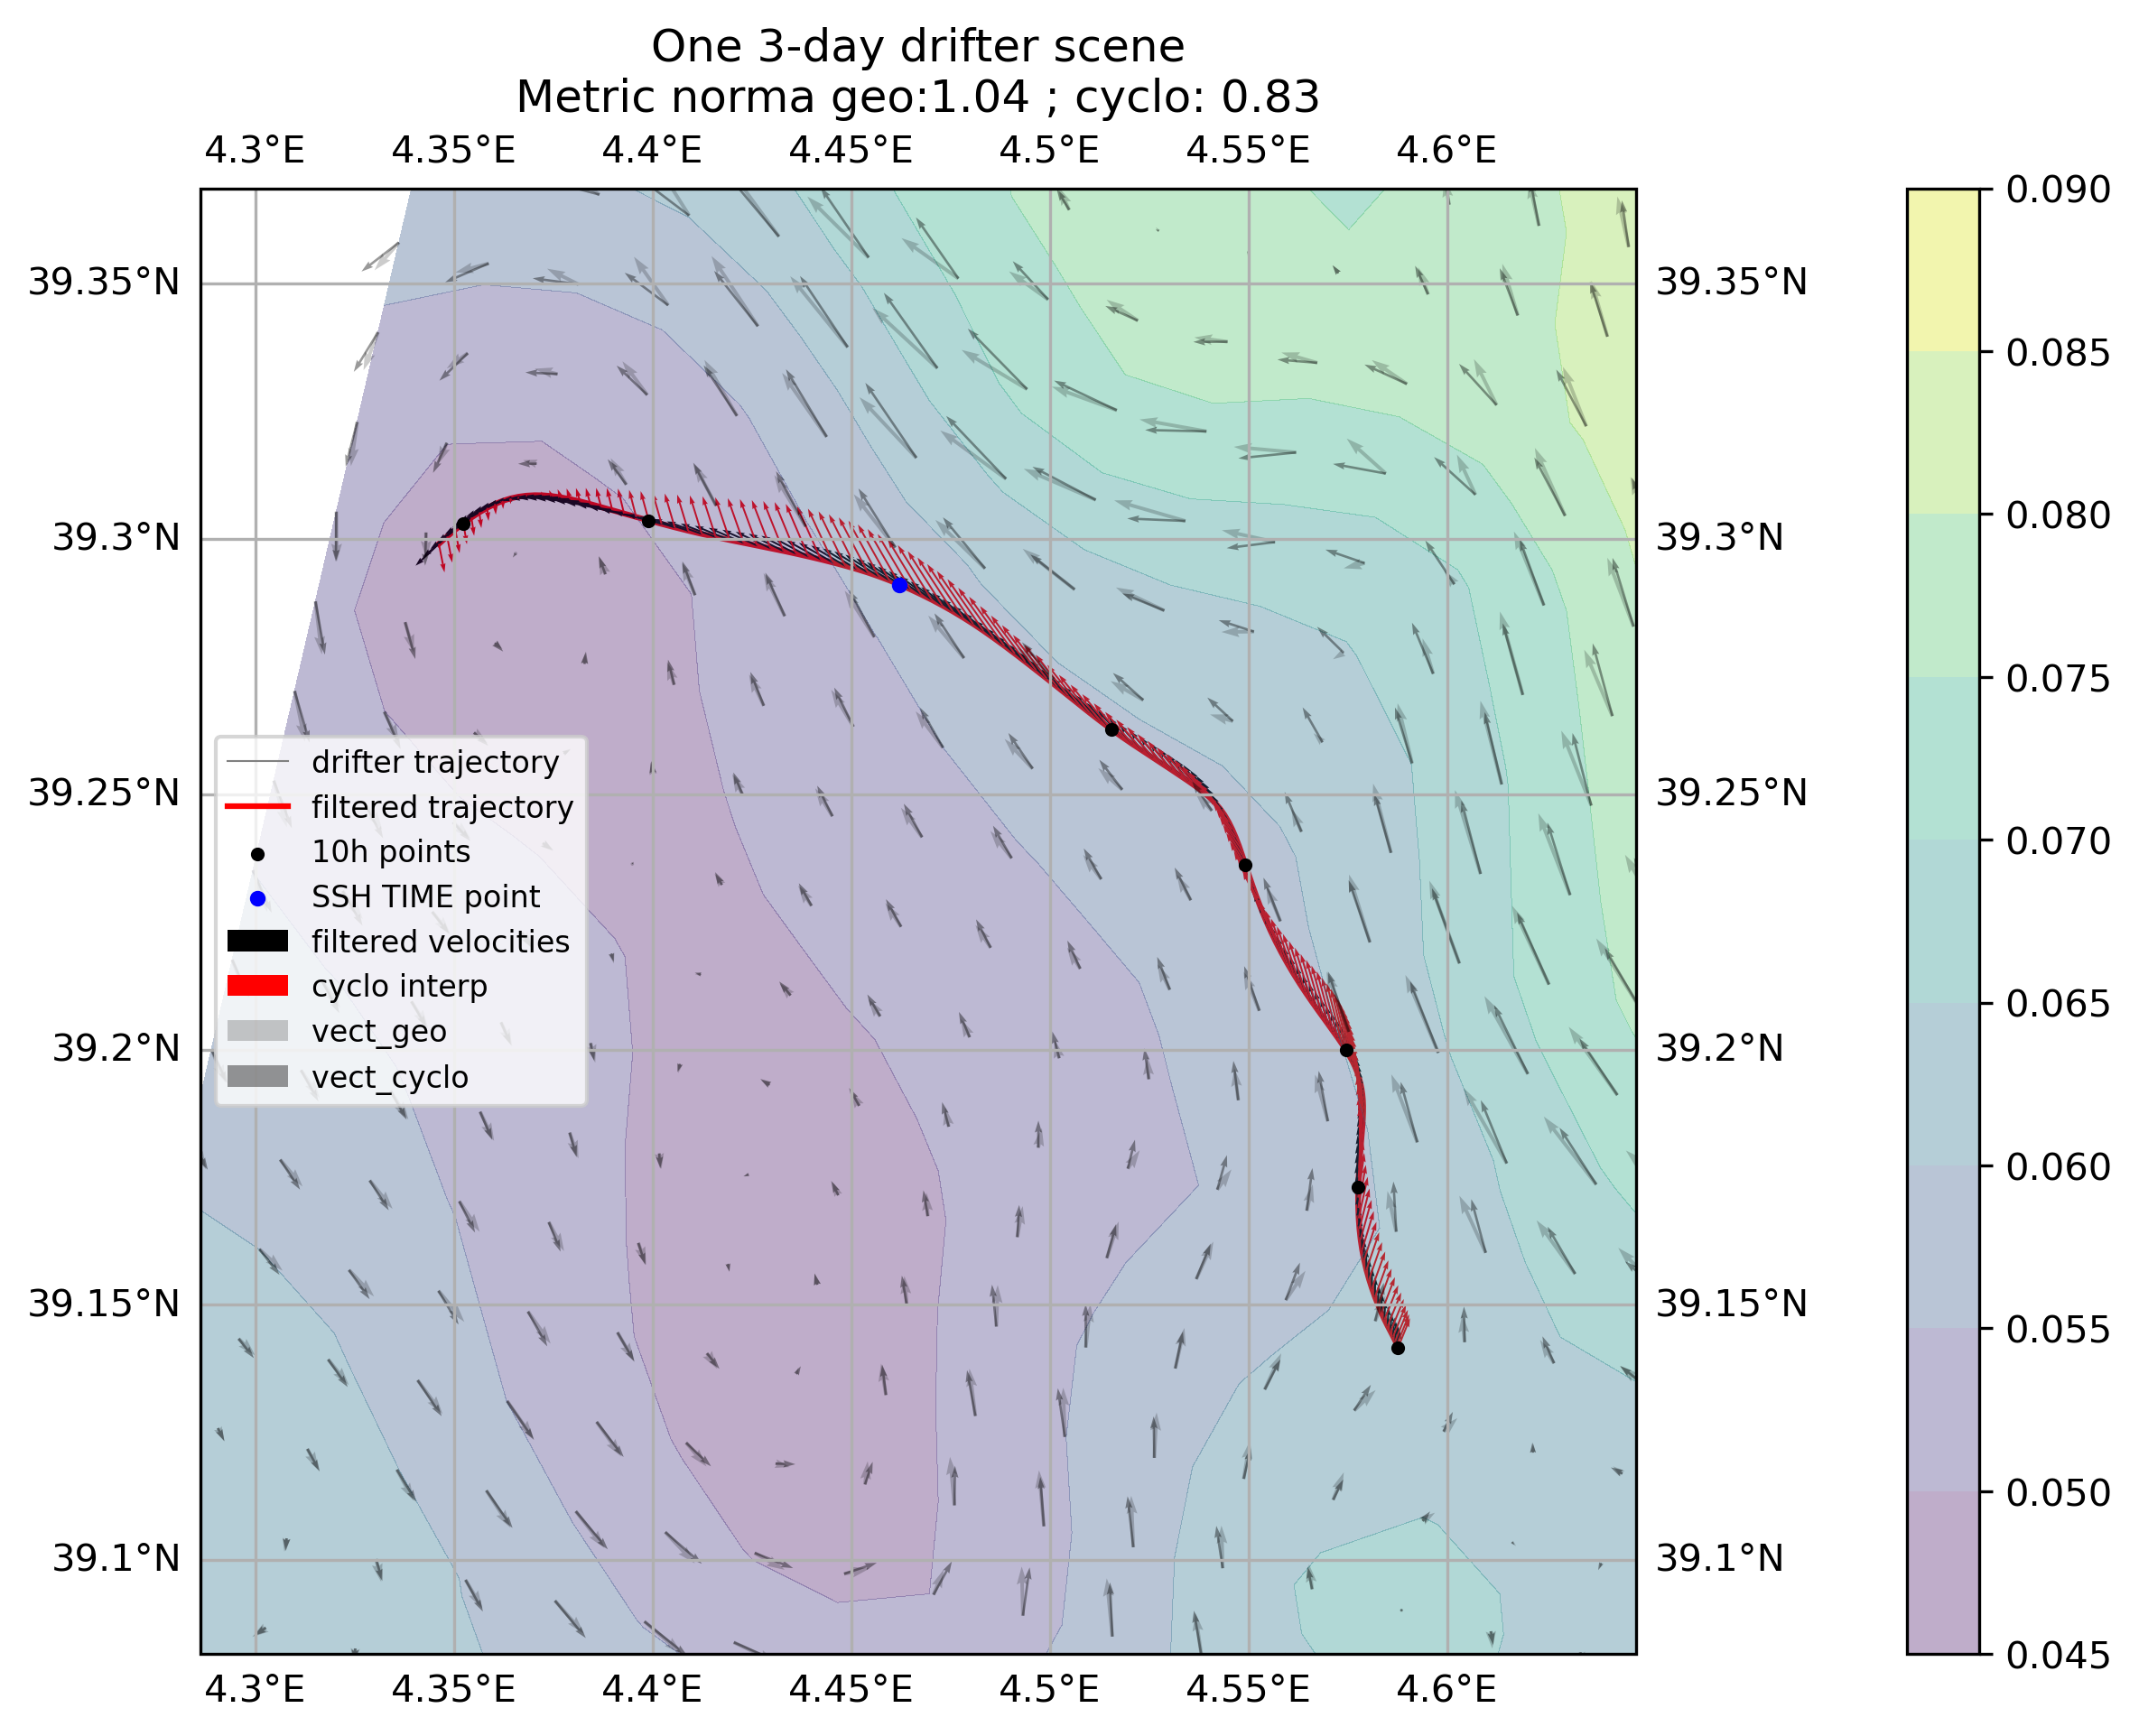 One 3-day drifter scene
Metric norma geo:1.04 ; cyclo: 0.83
4.3°E 4.35°E 4.4°E 4.45°E 4.5°E 4.55°E 4.6°E
39.35°N 39.35°N
39.3°N 39.3°N
39.25°N 39.25°N
39.2°N 39.2°N
39.15°N 39.15°N
39.1°N 39.1°N
drifter trajectory
filtered trajectory
10h points
SSH TIME point
filtered velocities
cyclo interp
vect_geo
vect_cyclo
4.3°E 4.35°E 4.4°E 4.45°E 4.5°E 4.55°E 4.6°E
0.090
0.085
0.080
0.075
0.070
0.065
0.060
0.055
0.050
0.045